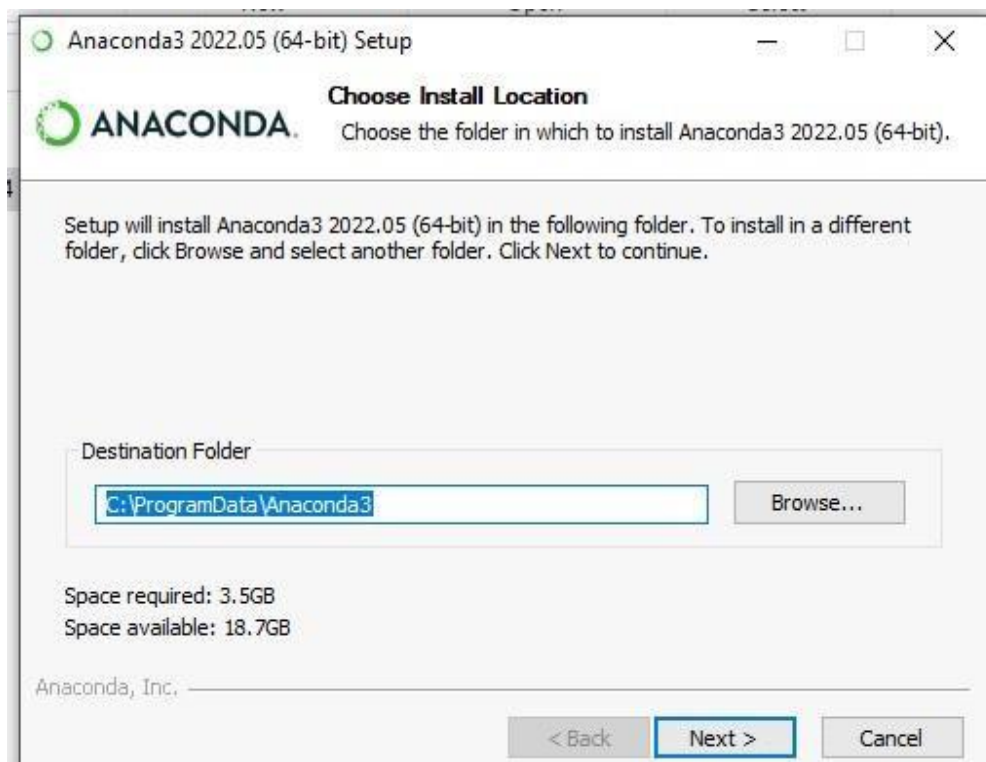 Anaconda3 2022.05 (64-bit) Setup
ANACONDA.
Choose Install Location
Choose the folder in which to install Anaconda3 2022.05 (64-bit).
4
Setup will install Anaconda3 2022.05 (64-bit) in the following folder. To install in a different
folder, click Browse and select another folder. Click Next to continue.
Destination Folder
C:\ProgramData\Anaconda3
Browse...
Space required: 3.5GB
Space available: 18.7GB
Anaconda, Inc.
< Back
Next >
Cancel